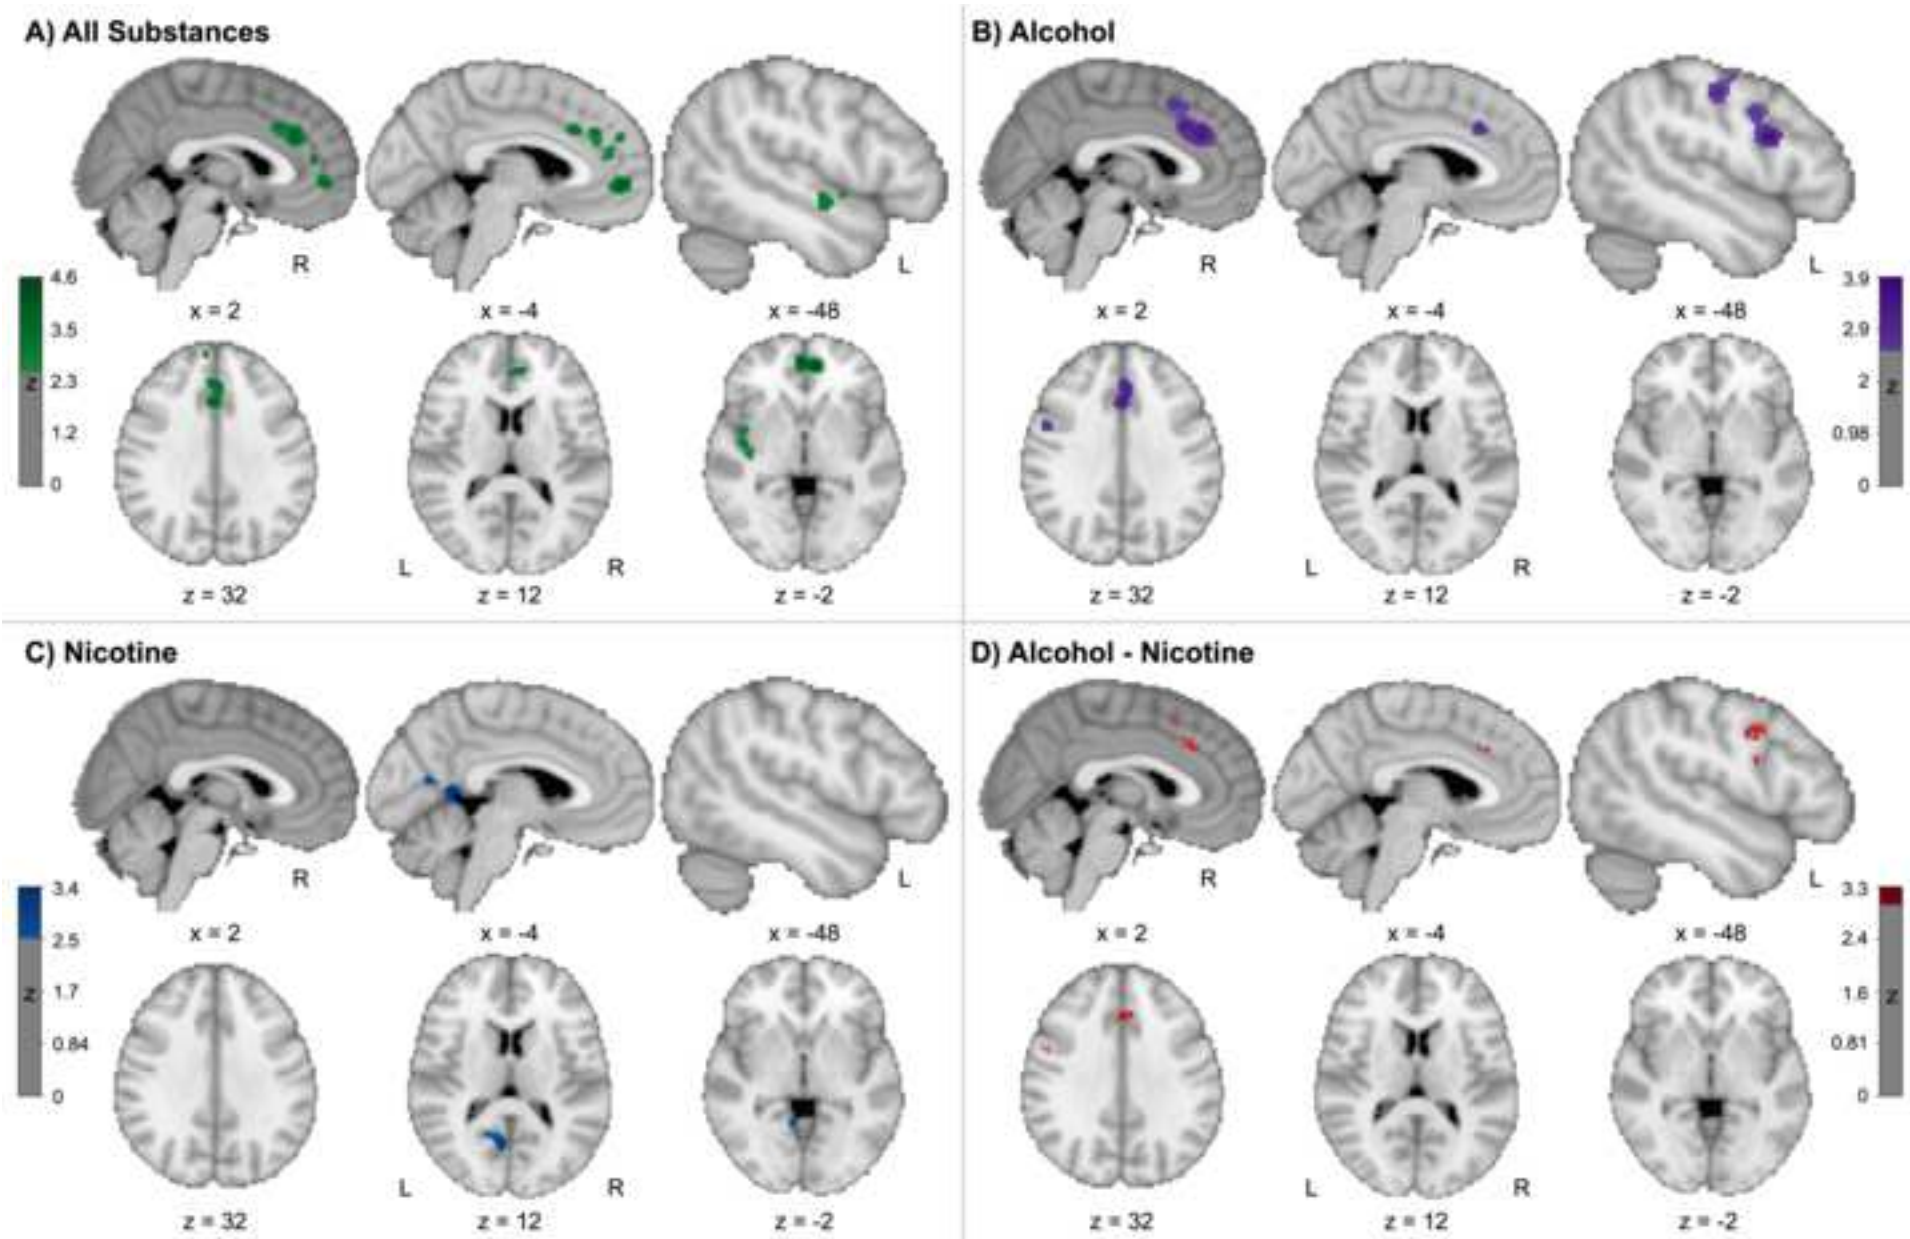 A) All Substances
R
L
4.6
3.5
Z
2.3
1.2
0
x = 2
x = -4
x = -48
L
R
z = 32
z = 12
z = -2
B) Alcohol
R
L
3.9
2.9
2
Z
0.98
0
x = 2
x = -4
x = -48
L
R
z = 32
z = 12
z = -2
C) Nicotine
R
L
3.4
2.5
1.7
Z
0.84
0
x = 2
x = -4
x = -48
L
R
z = 32
z = 12
z = -2
D) Alcohol - Nicotine
R
L
3.3
2.4
1.6
Z
0.81
0
x = 2
x = -4
x = -48
L
R
z = 32
z = 12
z = -2